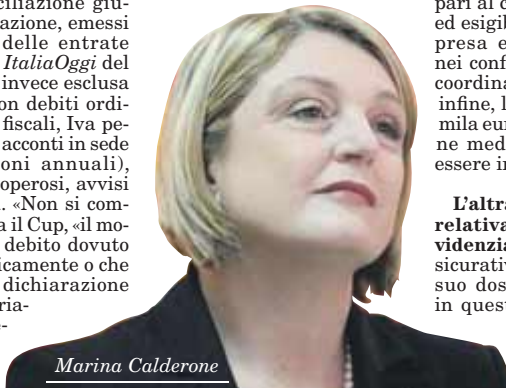 ciliazione giu-
azione, emessi
delle entrate
ItaliaOggi del
invece esclusa
on debiti ordi-
fiscali, Iva pe-
acconti in sede
oni annuali),
operosi, avvisi
. «Non si com-
a il Cup, «il mo-
debito dovuto
icamente o che
dichiarazione
ria-
pari al
ed esigib
presa e
nei conf
coordina
infine, l
mila eur
ne med
essere i
L'altra
relativa
videnzia
sicurativ
suo dos
in quest
Marina Calderone